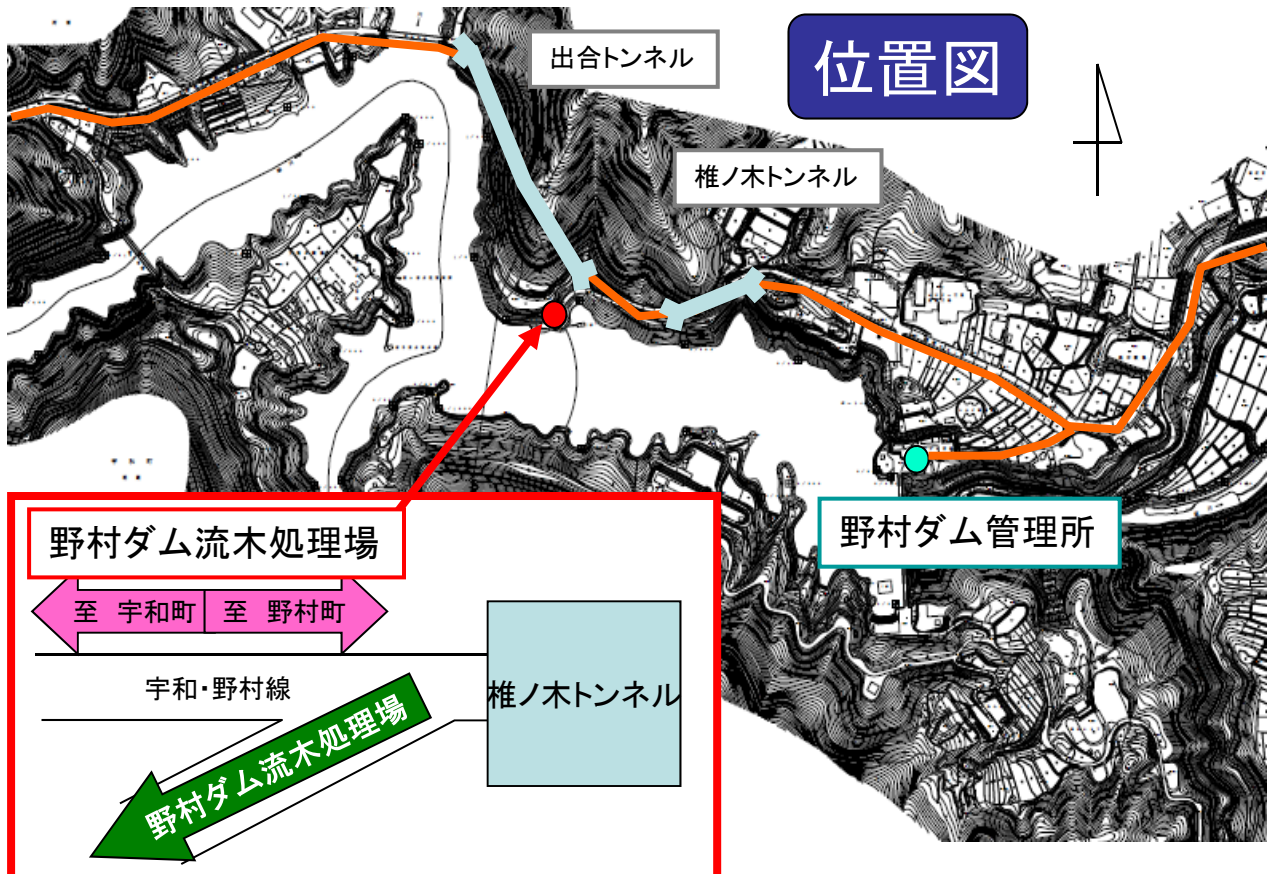 位置図
出合トンネル
椎ノ木トンネル
野村ダム管理所
野村ダム流木処理場
至 宇和町
至 野村町
宇和・野村線
椎ノ木トンネル
野村ダム流木処理場